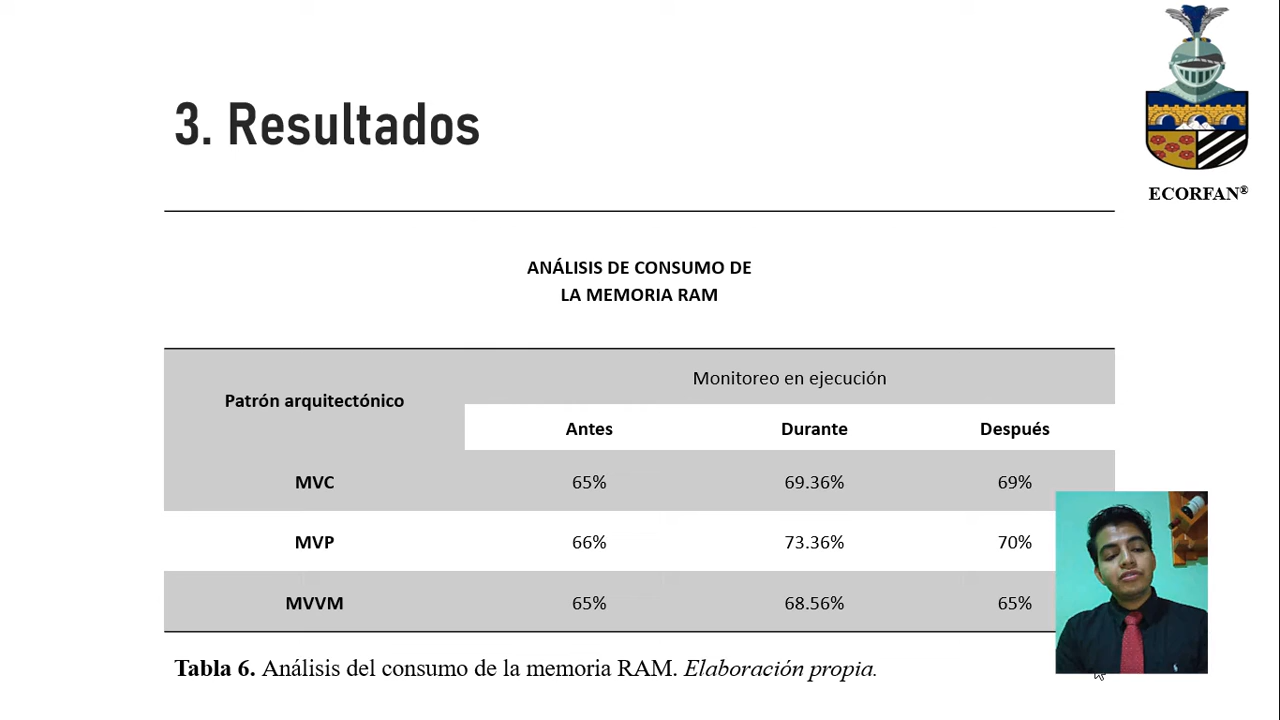 3. Resultados
ECORFAN®
ANÁLISIS DE CONSUMO DE
LA MEMORIA RAM
Patrón arquitectónico
Monitoreo en ejecución
Antes Durante Después
MVC 65% 69.36% 69%
MVP 66% 73.36% 70%
MVVM 65% 68.56% 65%
Tabla 6. Análisis del consumo de la memoria RAM. Elaboración propia.